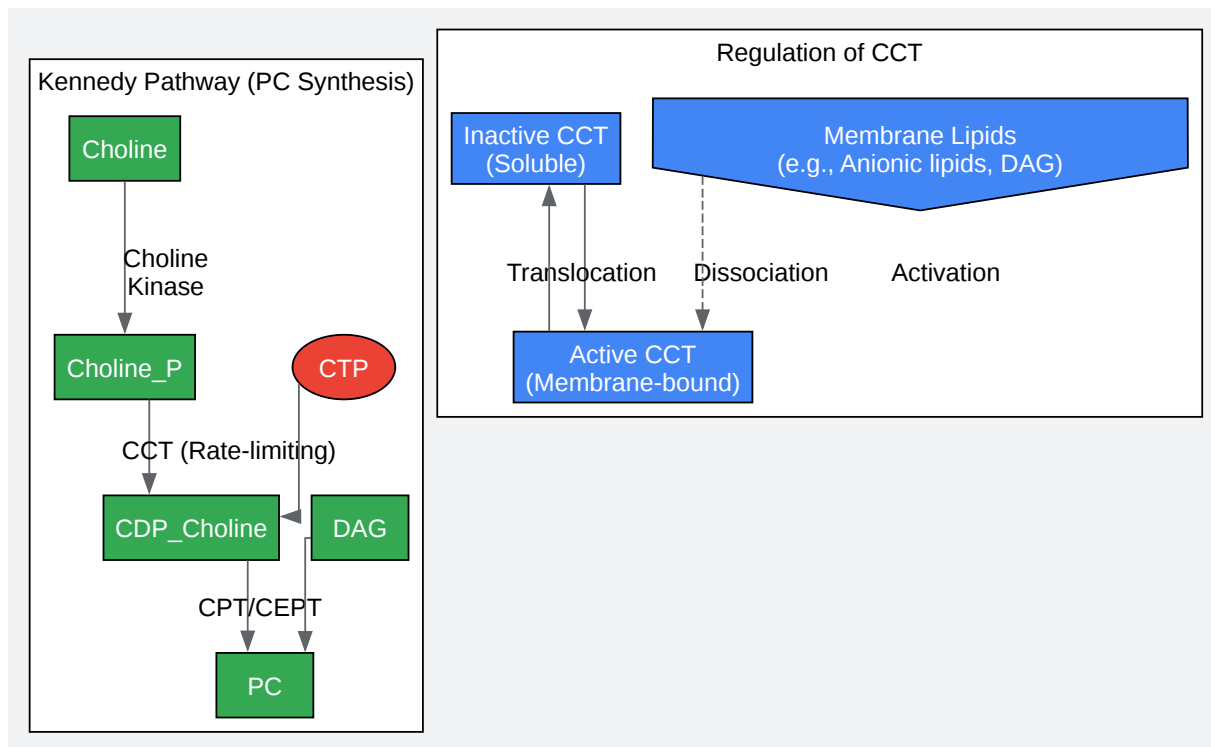 Kennedy Pathway (PC Synthesis)
Choline
Choline
Kinase
Choline_P
CTP
CCT (Rate-limiting)
CDP_Choline
DAG
CPT/CEPT
PC
Regulation of CCT
Inactive CCT
(Soluble)
Membrane Lipids
(e.g., Anionic lipids, DAG)
Translocation
Dissociation
Activation
Active CCT
(Membrane-bound)